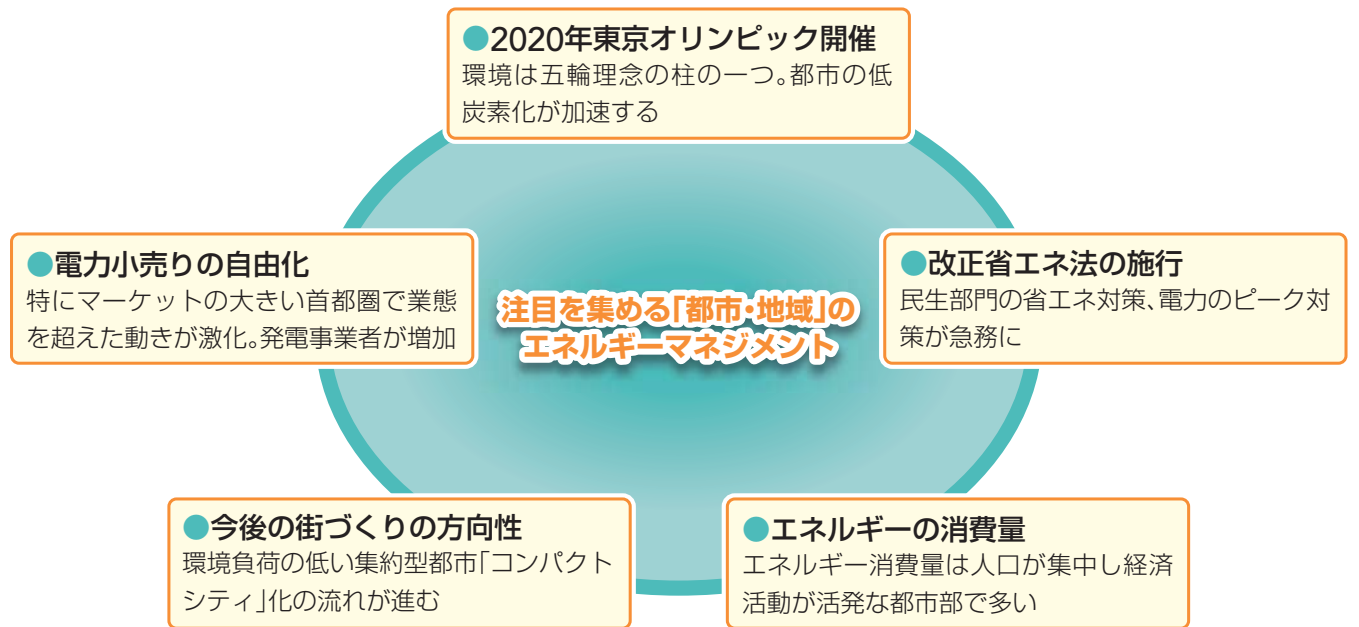 ●2020年東京オリンピック開催
環境は五輪理念の柱の一つ。都市の低
炭素化が加速する
●電力小売りの自由化
特にマーケットの大きい首都圏で業態
を超えた動きが激化。発電事業者が増加
注目を集める「都市・地域」の
エネルギーマネジメント
●改正省エネ法の施行
民生部門の省エネ対策、電力のピーク対
策が急務に
●今後の街づくりの方向性
環境負荷の低い集約型都市「コンパクト
シティ」化の流れが進む
●エネルギーの消費量
エネルギー消費量は人口が集中し経済
活動が活発な都市部で多い